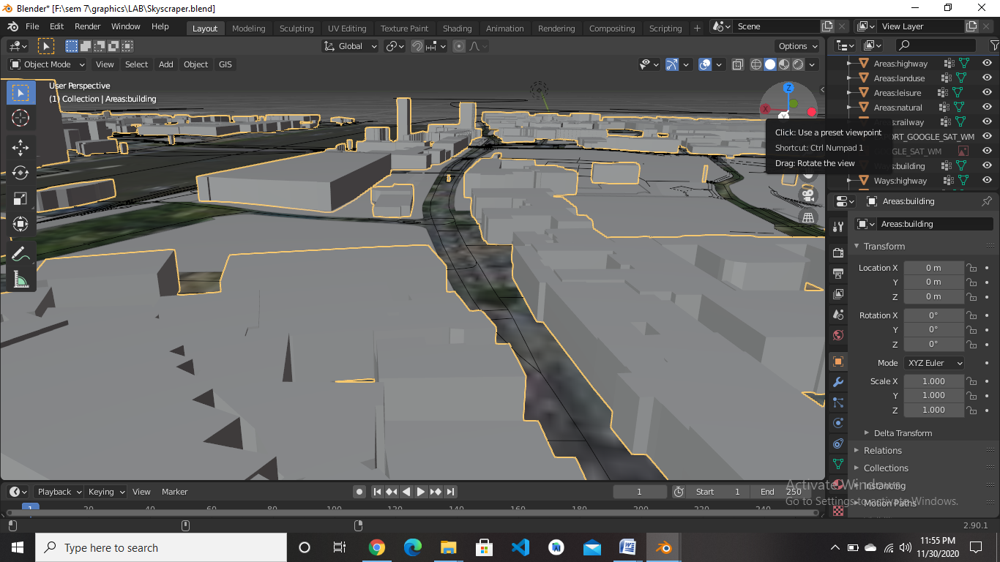 Blender* [F:\sem 7\graphics\LAB\Skyscraper.blend]
File Edit Render Window Help Layout Modeling Sculpting UV Editing Texture Paint Shading Animation Rendering Compositing Scripting + Scene View Layer
Global Options
Object Mode View Select Add Object GIS
User Perspective
(1) Collection | Areas:building
Z
X
Y
Click: Use a preset viewpoint
Shortcut: Ctrl Numpad 1
Drag: Rotate the view
Areas:highway
Areas:landuse
Areas:leisure
Areas:natural
:railway
PORT_GOOGLE_SAT_WM
GLE_SAT_WM
Ways:building
Ways:highway
Areas:building
Areas:building
Transform
Location X 0 m
Y 0 m
Z 0 m
Rotation X 0°
Y 0°
Z 0°
Mode XYZ Euler
Scale X 1.000
Y 1.000
Z 1.000
Delta Transform
Relations
Collections
Instancing
Motion Paths
Activate Windows
Go to Settings to activate Windows.
Playback Keying View Marker 1 Start 1 End 250
1 20 40 60 80 100 120 140 160 180 200 220 240
2.90.1
Type here to search
11:55 PM
11/30/2020